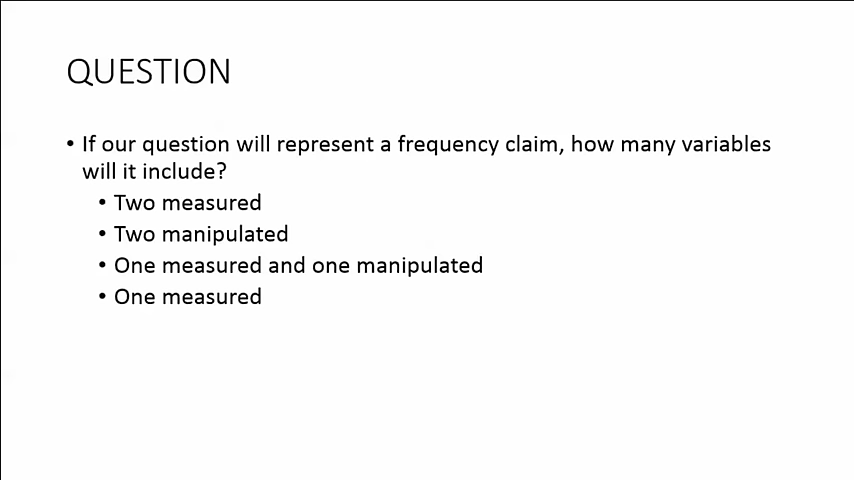 QUESTION
• If our question will represent a frequency claim, how many variables
will it include?
• Two measured
• Two manipulated
• One measured and one manipulated
• One measured